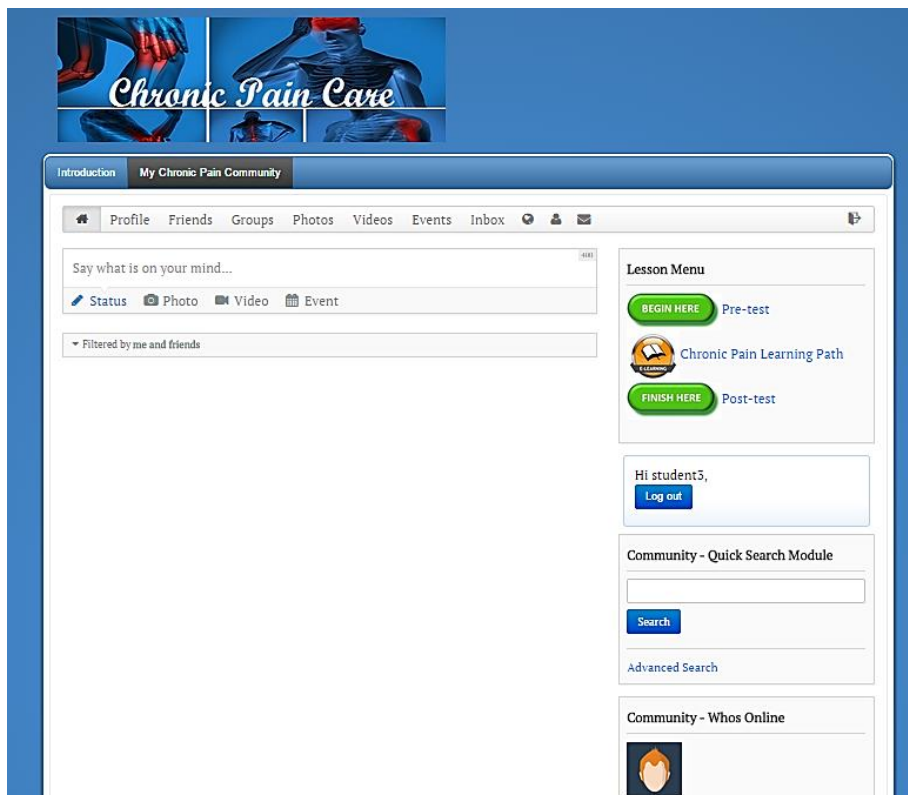 Chronic Pain Care
Introduction My Chronic Pain Community
Profile Friends Groups Photos Videos Events Inbox
Say what is on your mind...
Status Photo Video Event
Filtered by me and friends
Lesson Menu
BEGIN HERE Pre-test
E-LEARNING Chronic Pain Learning Path
FINISH HERE Post-test
Hi student3,
Log out
Community - Quick Search Module
Search
Advanced Search
Community - Whos Online